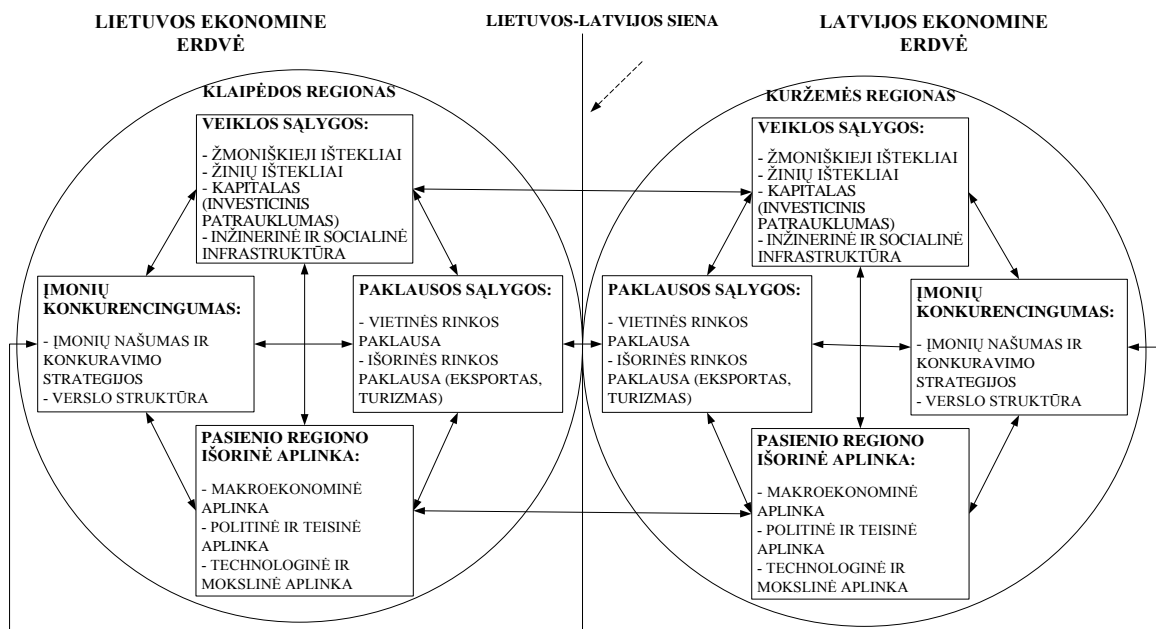 LIETUVOS EKONOMINE
ERDVĖ
LIETUVOS-LATVIJOS SIENA
LATVIJOS EKONOMINE
ERDVĖ
KLAIPĖDOS REGIONAS
VEIKLOS SĄLYGOS:
- ŽMONIŠKIEJI IŠTEKLIAI
- ŽINIŲ IŠTEKLIAI
- KAPITALAS
(INVESTICINIS
PATRAUKLUMAS)
- INŽINERINĖ IR SOCIALINĖ
INFRASTRUKTŪRA
ĮMONIŲ
KONKURENCINGUMAS:
- ĮMONIŲ NAŠUMAS IR
KONKURAVIMO
STRATEGIJOS
- VERSLO STRUKTŪRA
PAKLAUSOS SĄLYGOS:
- VIETINĖS RINKOS
PAKLAUSA
- IŠORINĖS RINKOS
PAKLAUSA (EKSPORTAS,
TURIZMAS)
PASIENIO REGIONO
IŠORINĖ APLINKA:
- MAKROEKONOMINĖ
APLINKA
- POLITINĖ IR TEISINĖ
APLINKA
- TECHNOLOGINĖ IR
MOKSLINĖ APLINKA
KURŽEMĖS REGIONAS
VEIKLOS SĄLYGOS:
- ŽMONIŠKIEJI IŠTEKLIAI
- ŽINIŲ IŠTEKLIAI
- KAPITALAS
(INVESTICINIS
PATRAUKLUMAS)
- INŽINERINĖ IR SOCIALINĖ
INFRASTRUKTŪRA
PAKLAUSOS SĄLYGOS:
- VIETINĖS RINKOS
PAKLAUSA
- IŠORINĖS RINKOS
PAKLAUSA (EKSPORTAS,
TURIZMAS)
ĮMONIŲ
KONKURENCINGUMAS:
- ĮMONIŲ NAŠUMAS IR
KONKURAVIMO
STRATEGIJOS
- VERSLO STRUKTŪRA
PASIENIO REGIONO
IŠORINĖ APLINKA:
- MAKROEKONOMINĖ
APLINKA
- POLITINĖ IR TEISINĖ
APLINKA
- TECHNOLOGINĖ IR
MOKSLINĖ APLINKA